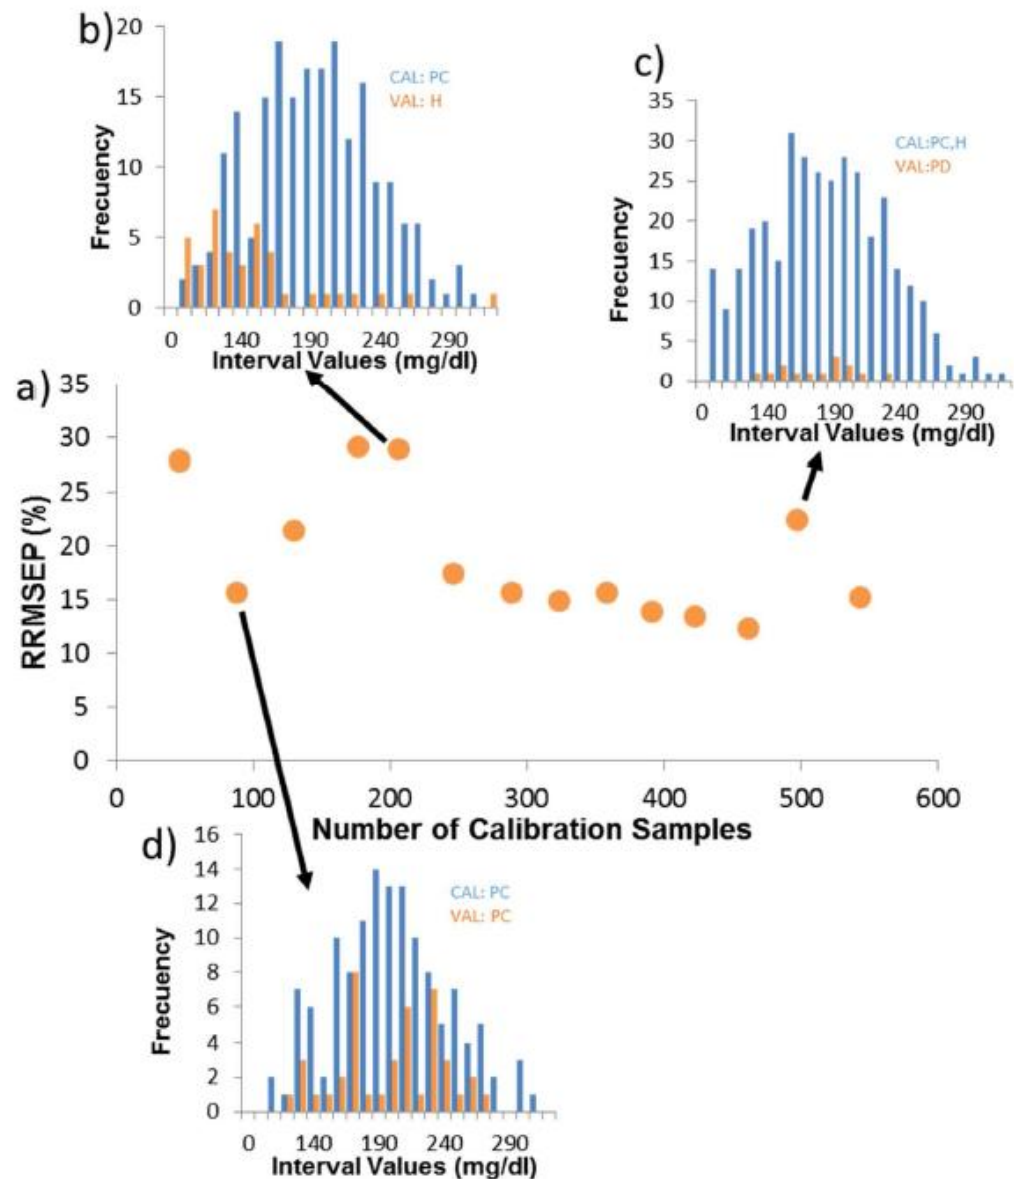 b)
20
15
10
5
0
Frecuency
CAL: PC
VAL: H
0 140 190 240 290
Interval Values (mg/dl)
c)
35
30
25
20
15
10
5
0
Frecuency
CAL:PC,H
VAL:PD
0 140 190 240 290
Interval Values (mg/dl)
a)
35
30
25
20
15
10
5
0
RRMSEP (%)
0 100 200 300 400 500 600
Number of Calibration Samples
d)
16
14
12
10
8
6
4
2
0
Frecuency
CAL: PC
VAL: PC
0 140 190 240 290
Interval Values (mg/dl)